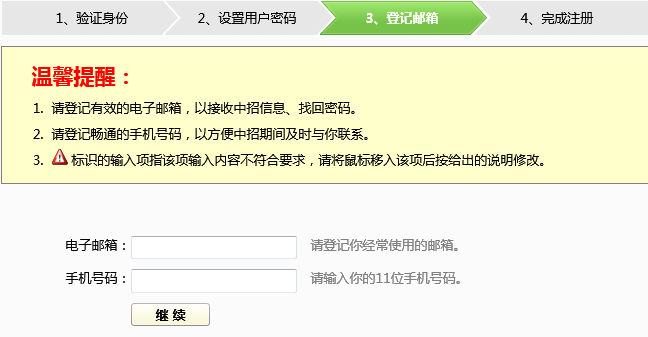 1、验证身份
2、设置用户密码
3、登记邮箱
4、完成注册
温馨提醒：
1. 请登记有效的电子邮箱，以接收中招信息、找回密码。
2. 请登记畅通的手机号码，以方便中招期间及时与你联系。
3. 标识的输入项指该项输入内容不符合要求，请将鼠标移入该项后按给出的说明修改。
电子邮箱： 请登记你经常使用的邮箱。
手机号码： 请输入你的11位手机号码。
继 续